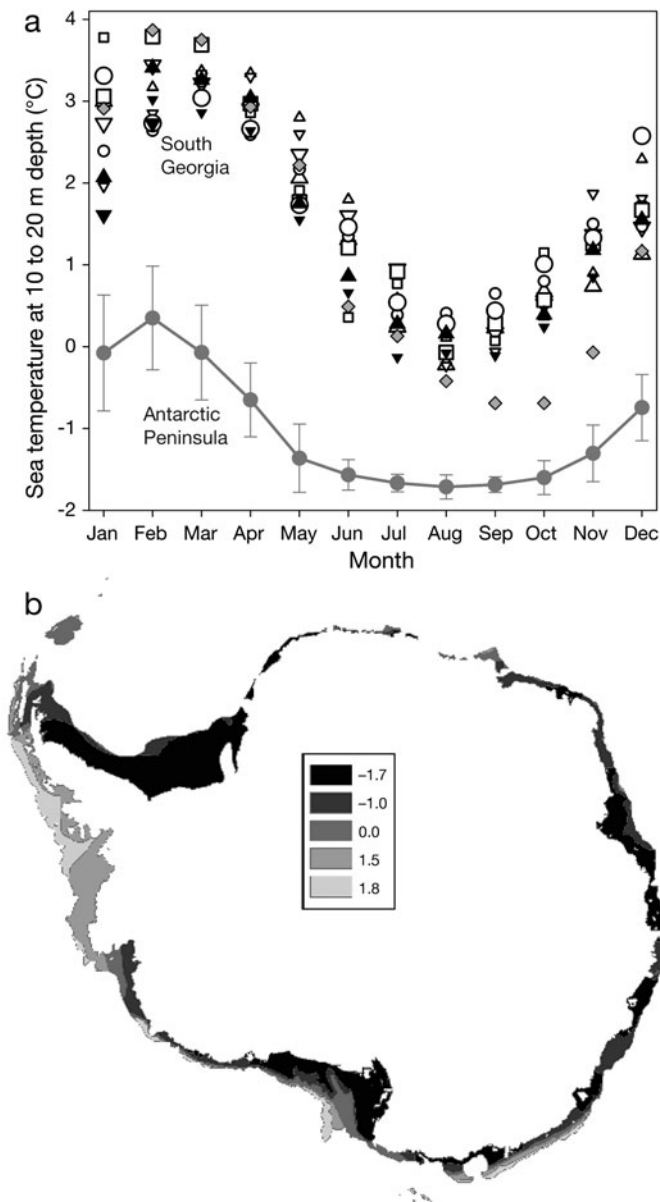 a
Sea temperature at 10 to 20 m depth (°C)
4
3
2
1
0
-1
-2
South
Georgia
Antarctic
Peninsula
Jan Feb Mar Apr May Jun Jul Aug Sep Oct Nov Dec
Month
b
-1.7
-1.0
0.0
1.5
1.8